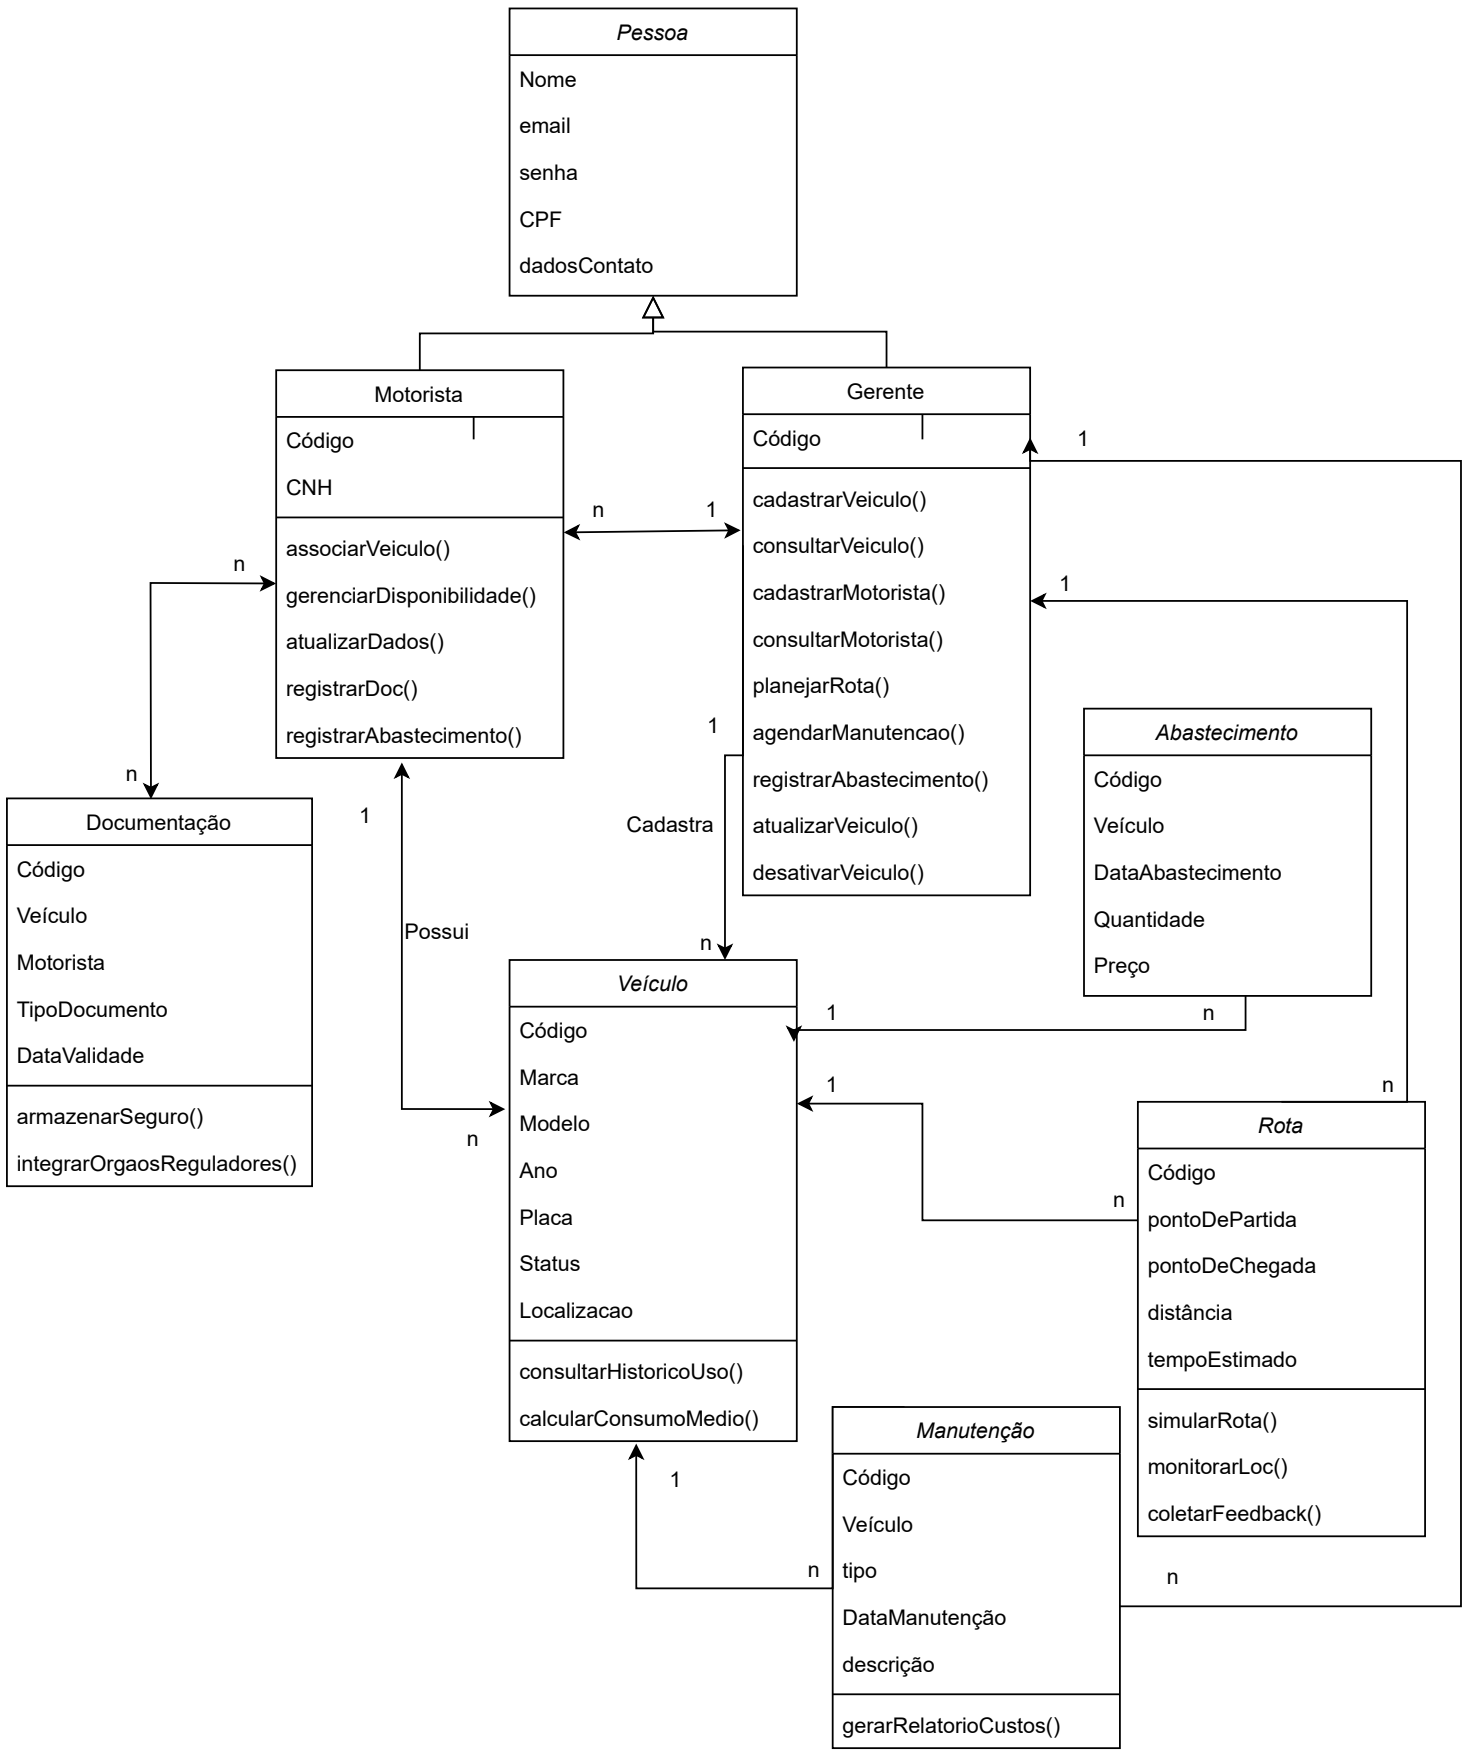 Pessoa
Nome
email
senha
CPF
dadosContato
Motorista
Código
CNH
associarVeiculo()
gerenciarDisponibilidade()
atualizarDados()
registrarDoc()
registrarAbastecimento()
Gerente
Código
cadastrarVeiculo()
consultarVeiculo()
cadastrarMotorista()
consultarMotorista()
planejarRota()
agendarManutencao()
registrarAbastecimento()
atualizarVeiculo()
desativarVeiculo()
1
n
1
n
1
1
n
1
Cadastra
n
Possui
n
Documentação
Código
Veículo
Motorista
TipoDocumento
DataValidade
armazenarSeguro()
integrarOrgaosReguladores()
Abastecimento
Código
Veículo
DataAbastecimento
Quantidade
Preço
Veículo
Código
Marca
Modelo
Ano
Placa
Status
Localizacao
consultarHistoricoUso()
calcularConsumoMedio()
1
n
1
n
n
Rota
Código
pontoDePartida
pontoDeChegada
distância
tempoEstimado
simularRota()
monitorarLoc()
coletarFeedback()
1
n
n
Manutenção
Código
Veículo
tipo
DataManutenção
descrição
gerarRelatorioCustos()